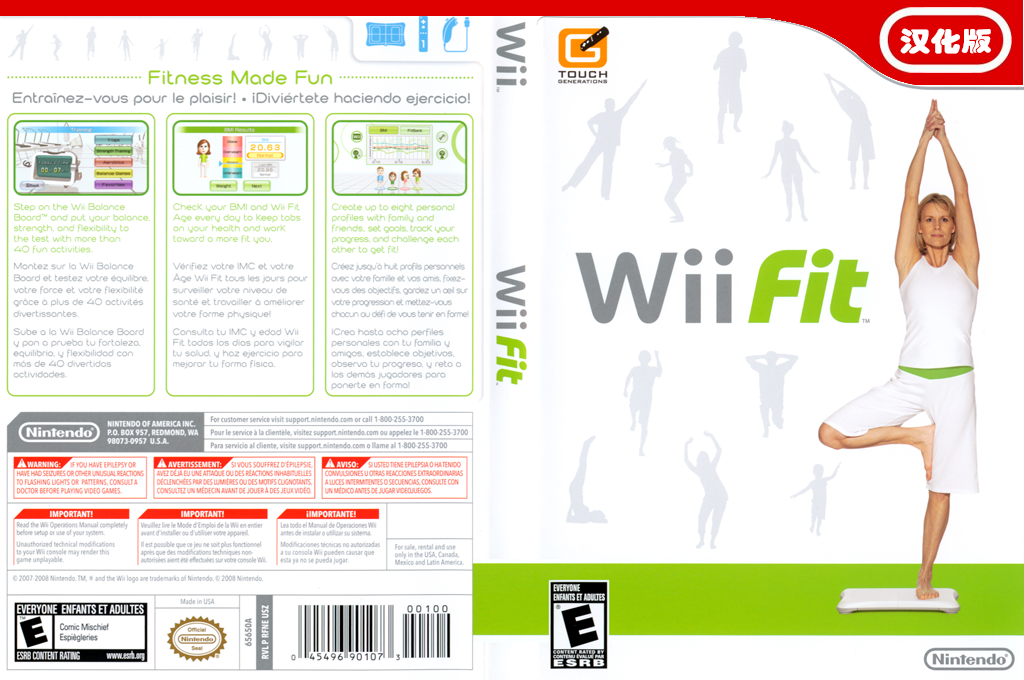 Fitness Made Fun
Entraînez-vous pour le plaisir! • ¡Diviértete haciendo ejercicio!
Training
Yoga
Strength Training
Aerobics
Balance Games
Favorites
BMI Results
20.63
Normal
Weight
Next
BMI
Step on the Wii Balance
Board™ and put your balance,
strength, and flexibility to
the test with more than
40 fun activities.
Montez sur la Wii Balance
Board et testez votre équilibre,
votre force et votre flexibilité
grâce à plus de 40 activités
divertissantes.
Sube a la Wii Balance Board
y pon a prueba tu fortaleza,
equilibrio, y flexibilidad con
más de 40 divertidas
actividades.
Check your BMI and Wii Fit
Age every day to keep tabs
on your health and work
toward a more fit you.
Vérifiez votre IMC et votre
Âge Wii Fit tous les jours pour
surveiller votre niveau de
santé et travailler à améliorer
votre forme physique!
Consulta tu IMC y edad Wii
Fit todos los días para vigilar
tu salud, y haz ejercicio para
mejorar tu forma física.
Create up to eight personal
profiles with family and
friends, set goals, track your
progress, and challenge each
other to get fit!
Créez jusqu'à huit profils personnels
avec votre famille et vos amis, fixez-
vous des objectifs, gardez un œil sur
votre progression et mettez-vous
chacun au défi de vous tenir en forme!
¡Crea hasta ocho perfiles
personales con tu familia y
amigos, establece objetivos,
observa tu progreso, y reta a
los demás jugadores para
ponerte en forma!
Nintendo®
NINTENDO OF AMERICA INC.
P.O. BOX 957, REDMOND, WA
98073-0957 U.S.A.
For customer service visit support.nintendo.com or call 1-800-255-3700
Pour le service à la clientèle, visitez support.nintendo.com ou appelez le 1-800-255-3700
Para servicio al cliente, visite support.nintendo.com o llame al 1-800-255-3700
WARNING: IF YOU HAVE EPILEPSY OR
HAVE HAD SEIZURES OR OTHER UNUSUAL REACTIONS
TO FLASHING LIGHTS OR PATTERNS, CONSULT A
DOCTOR BEFORE PLAYING VIDEO GAMES.
AVERTISSEMENT: SI VOUS SOUFFREZ D'ÉPILEPSIE,
AVEZ DÉJÀ EU UNE ATTAQUE OU DES RÉACTIONS INHABITUELLES
DÉCLENCHÉES PAR DES LUMIÈRES OU DES MOTIFS CLIGNOTANTS,
CONSULTEZ UN MÉDECIN AVANT DE JOUER À DES JEUX VIDÉO.
AVISO: SI USTED TIENE EPILEPSIA O HA TENIDO
CONVULSIONES U OTRAS REACCIONES EXTRAORDINARIAS
A LUCES INTERMITENTES O SECUENCIAS, CONSULTE CON
UN MÉDICO ANTES DE JUGAR VIDEOJUEGOS.
IMPORTANT!
Read the Wii Operations Manual completely
before setup or use of your system.
Unauthorized technical modifications
to your Wii console may render this
game unplayable.
IMPORTANT!
Veuillez lire le Mode d'Emploi de la Wii en entier
avant d'installer ou d'utiliser votre appareil.
Il est possible que ce jeu ne soit plus fonctionnel
après que des modifications techniques non-
autorisées aient été effectuées sur votre console Wii.
¡IMPORTANTE!
Lea todo el Manual de Operaciones Wii
antes de instalar o utilizar su sistema.
Modificaciones técnicas no autorizadas
a su consola Wii pueden causar que
esta ya no se pueda jugar.
For sale, rental and use
only in the USA, Canada,
Mexico and Latin America.
© 2007-2008 Nintendo. TM, ® and the Wii logo are trademarks of Nintendo. © 2008 Nintendo.
EVERYONE ENFANTS ET ADULTES
E
Comic Mischief
Espiègleries
ESRB CONTENT RATING www.esrb.org
Made in USA
Official
Nintendo
Seal
65650A
RVL P RFNE USZ
00100
0 45496 90107 3
Wii
Wii Fit™
汉化版
TOUCH
GENERATIONS
Wii Fit™
EVERYONE
ENFANTS ET ADULTES
E
CONTENT RATED BY
CONTENU ÉVALUÉ PAR
ESRB
Nintendo®